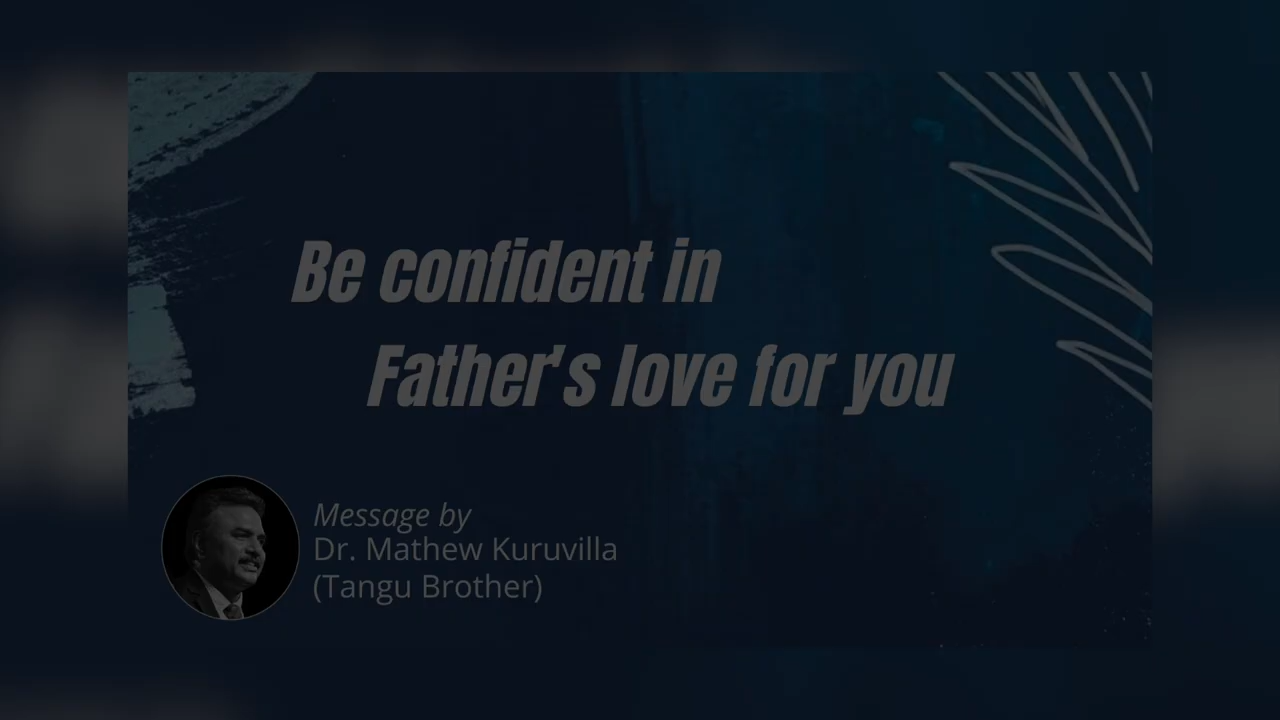 Be confident in
Father's love for you
Message by
Dr. Mathew Kuruvilla
(Tangu Brother)